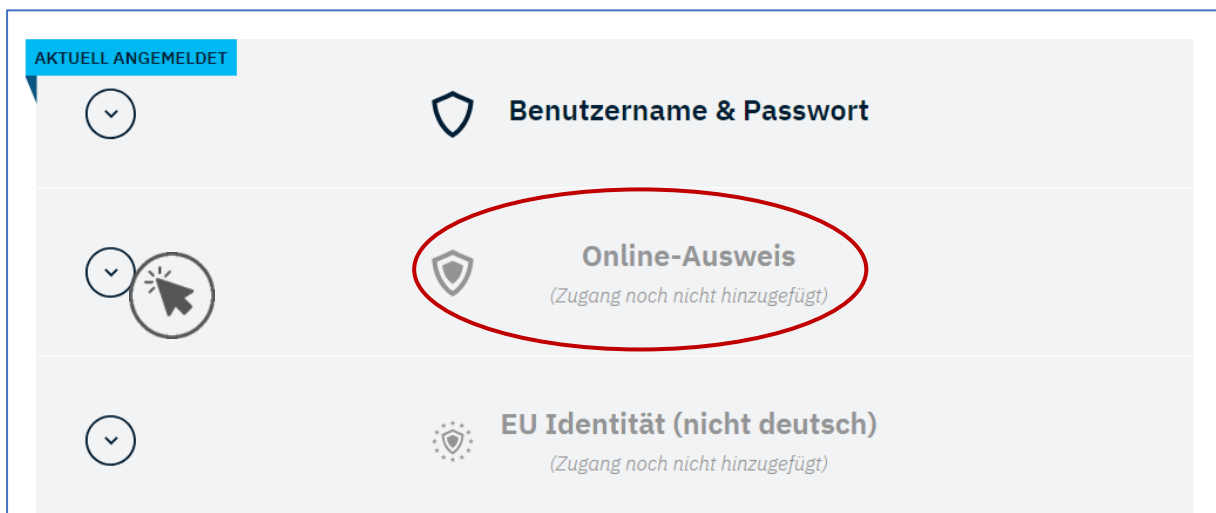 AKTUELL ANGEMELDET
Benutzername & Passwort
Online-Ausweis
(Zugang noch nicht hinzugefügt)
EU Identität (nicht deutsch)
(Zugang noch nicht hinzugefügt)